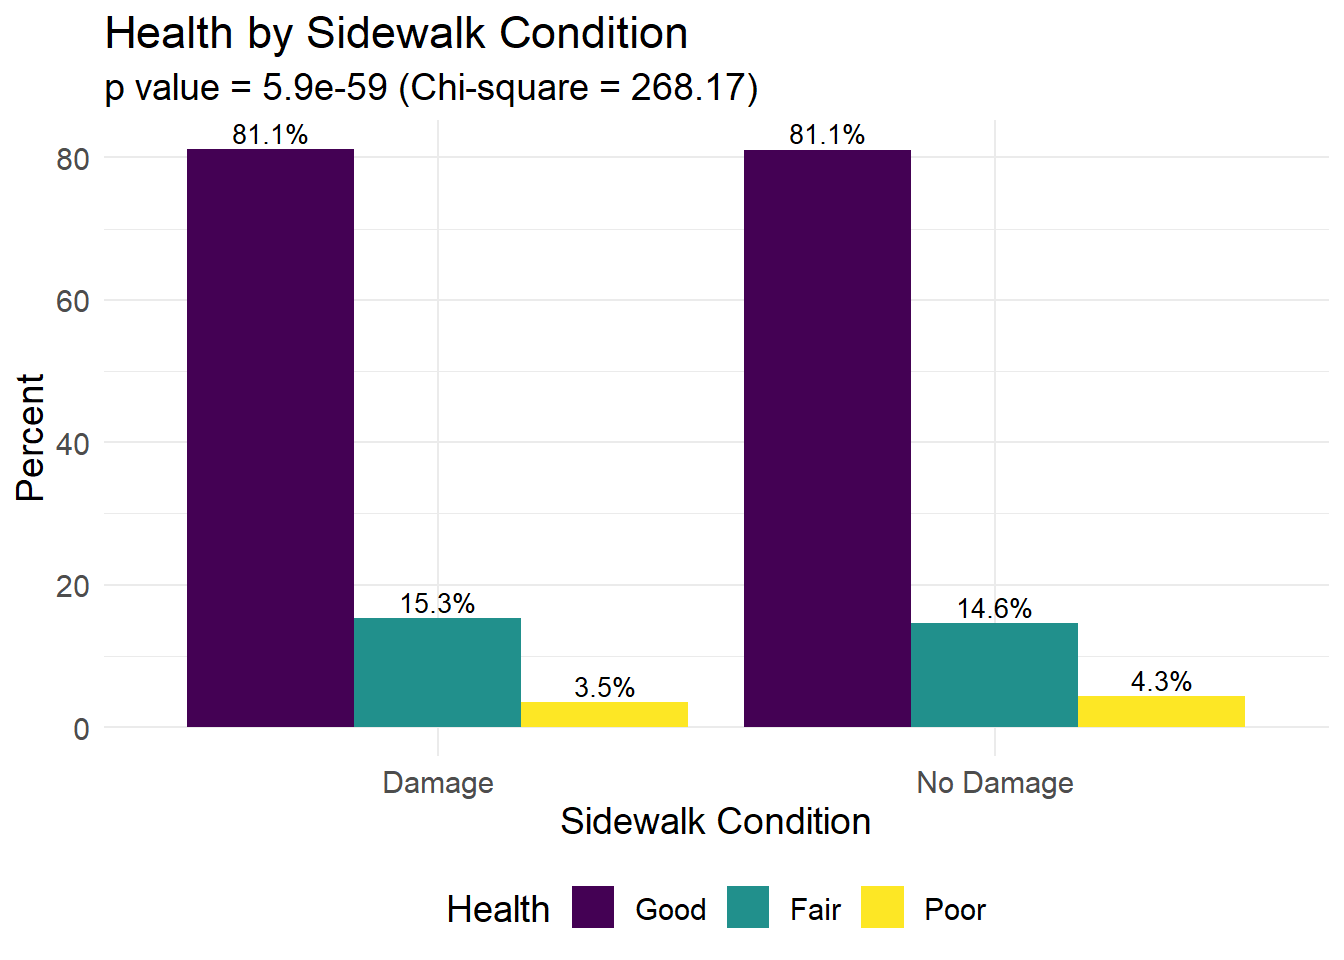 Health by Sidewalk Condition
p value = 5.9e-59 (Chi-square = 268.17)
81.1%
81.1%
80
60
40
20
15.3%
14.6%
3.5%
4.3%
0
Percent
Damage
No Damage
Sidewalk Condition
Health
Good
Fair
Poor